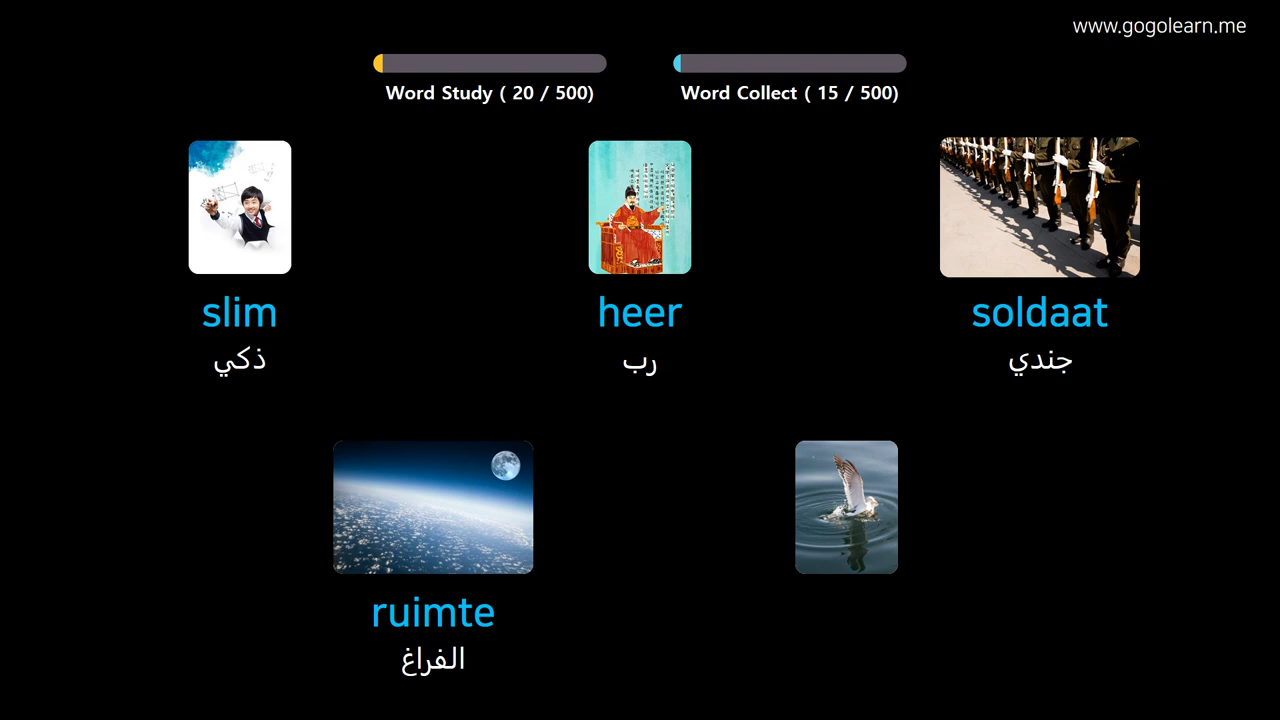 www.gogolearn.me
Word Study ( 20 / 500)
Word Collect ( 15 / 500)
slim
ذكي
heer
رب
soldaat
جندي
ruimte
الفراغ